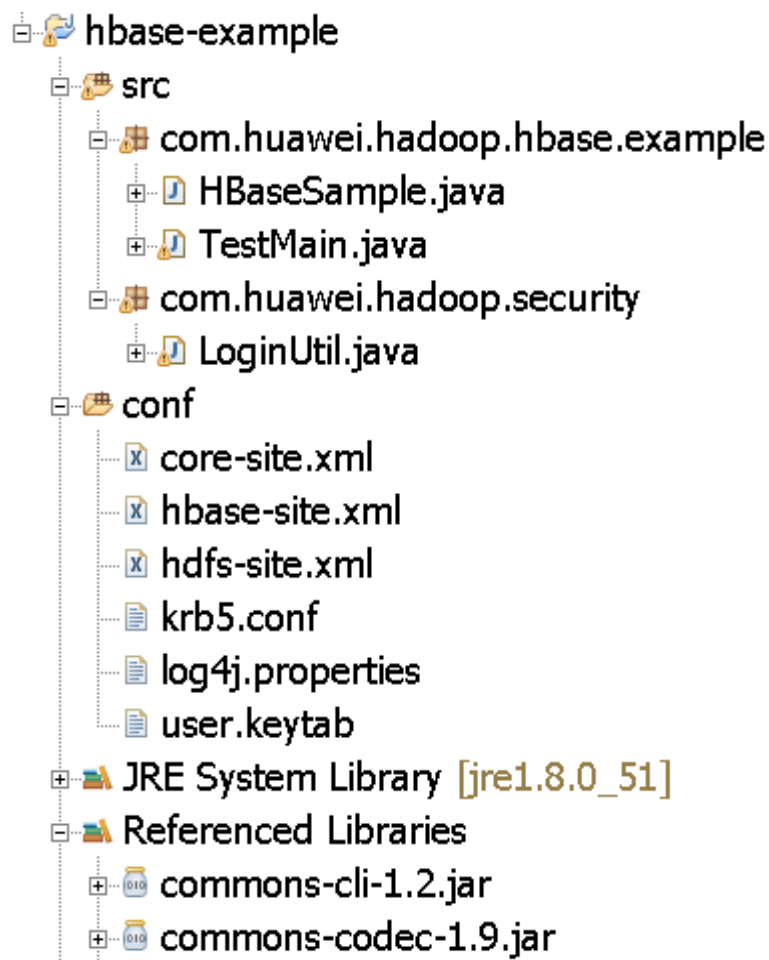 hbase-example
src
com.huawei.hadoop.hbase.example
HBaseSample.java
TestMain.java
com.huawei.hadoop.security
LoginUtil.java
conf
core-site.xml
hbase-site.xml
hdfs-site.xml
krb5.conf
log4j.properties
user.keytab
JRE System Library [jre1.8.0_51]
Referenced Libraries
commons-cli-1.2.jar
commons-codec-1.9.jar